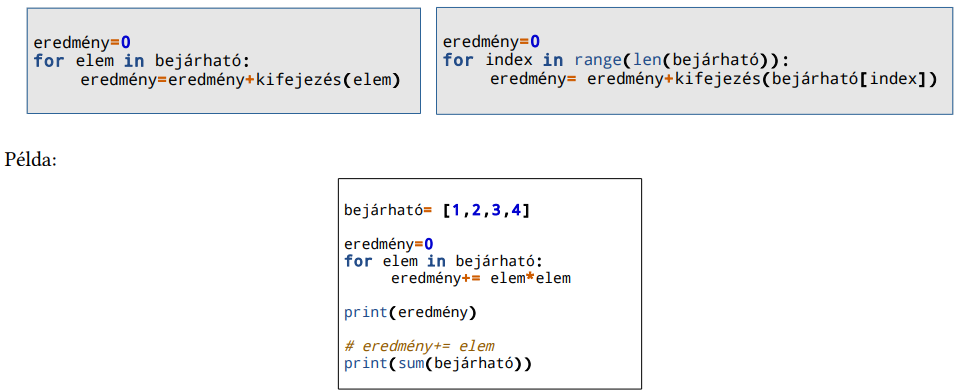 eredmény=0
for elem in bejárható:
    eredmény=eredmény+kifejezés(elem)
eredmény=0
for index in range(len(bejárható)):
    eredmény= eredmény+kifejezés(bejárható[index])
Példa:
bejárható= [1,2,3,4]
eredmény=0
for elem in bejárható:
    eredmény+= elem*elem
print(eredmény)
# eredmény+= elem
print(sum(bejárható))